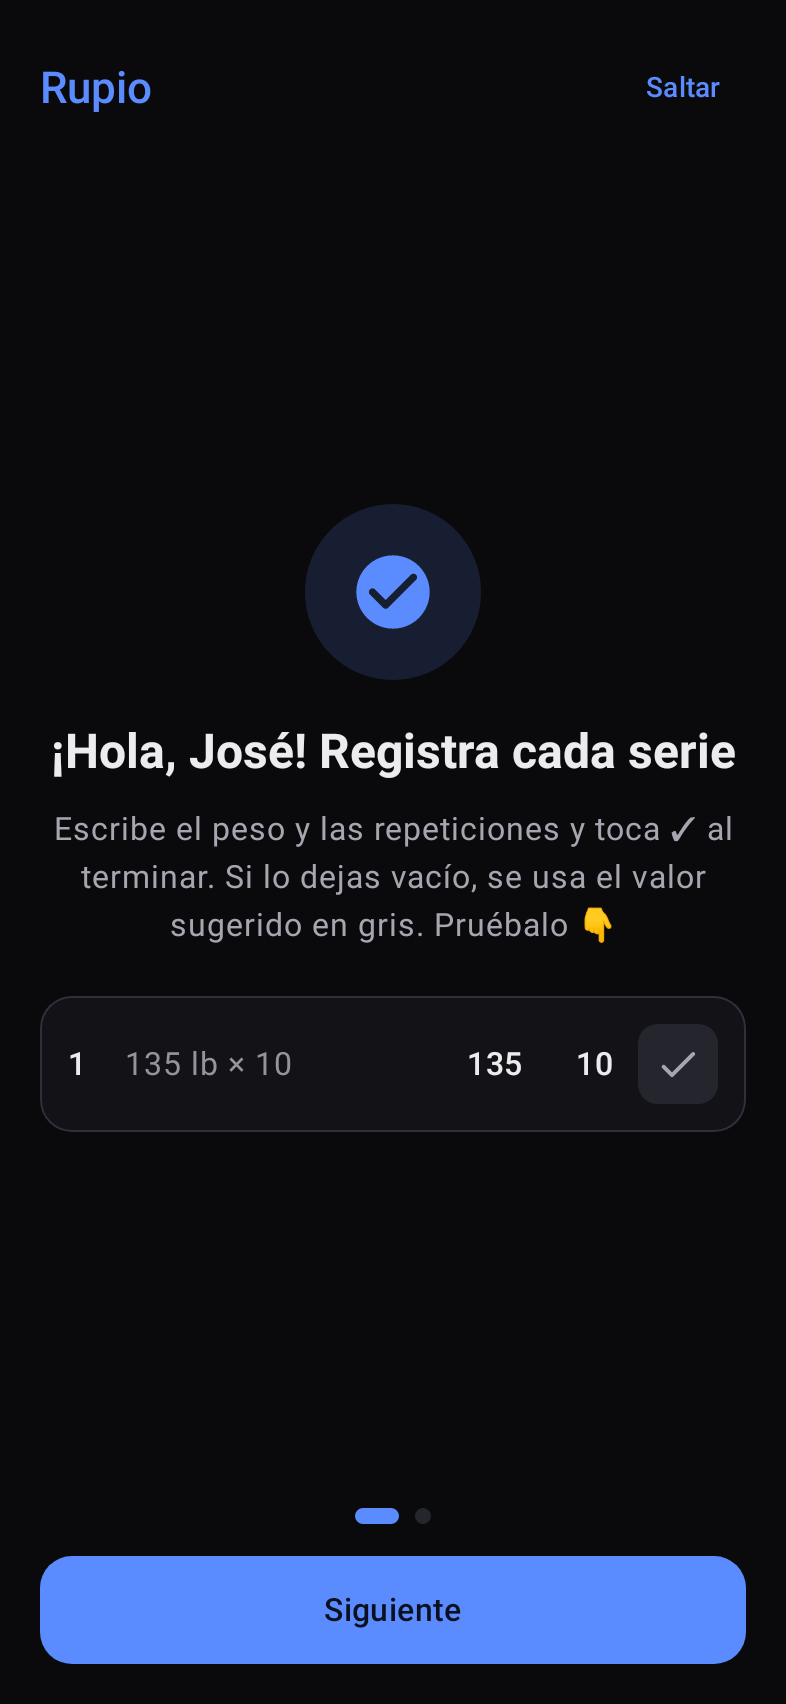 Rupio
Saltar
¡Hola, José! Registra cada serie
Escribe el peso y las repeticiones y toca ✓ al
terminar. Si lo dejas vacío, se usa el valor
sugerido en gris. Pruébalo 👇
1 135 lb × 10 135 10
Siguiente